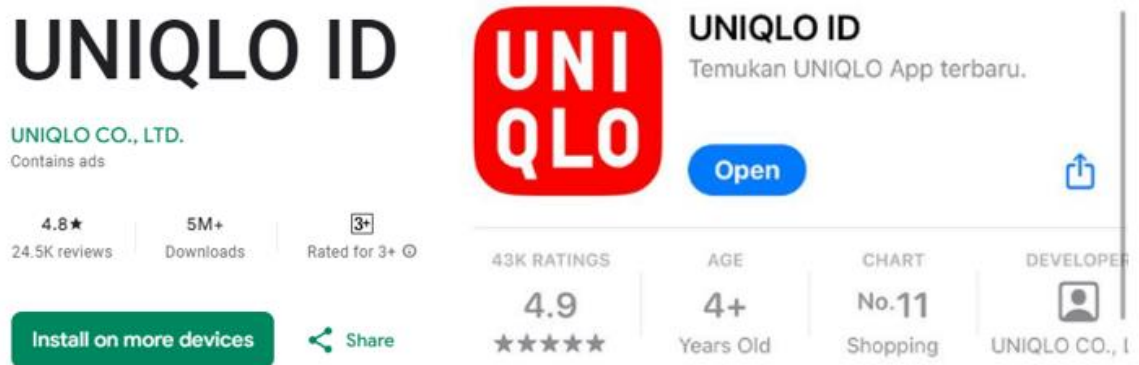 UNIQLO ID
UNIQLO CO., LTD.
Contains ads
4.8★
24.5K reviews
5M+
Downloads
3+
Rated for 3+
Install on more devices
Share
UNI
QLO
UNIQLO ID
Temukan UNIQLO App terbaru.
Open
43K RATINGS
4.9
★★★★★
AGE
4+
Years Old
CHART
No.11
Shopping
DEVELOPER
UNIQLO CO., L